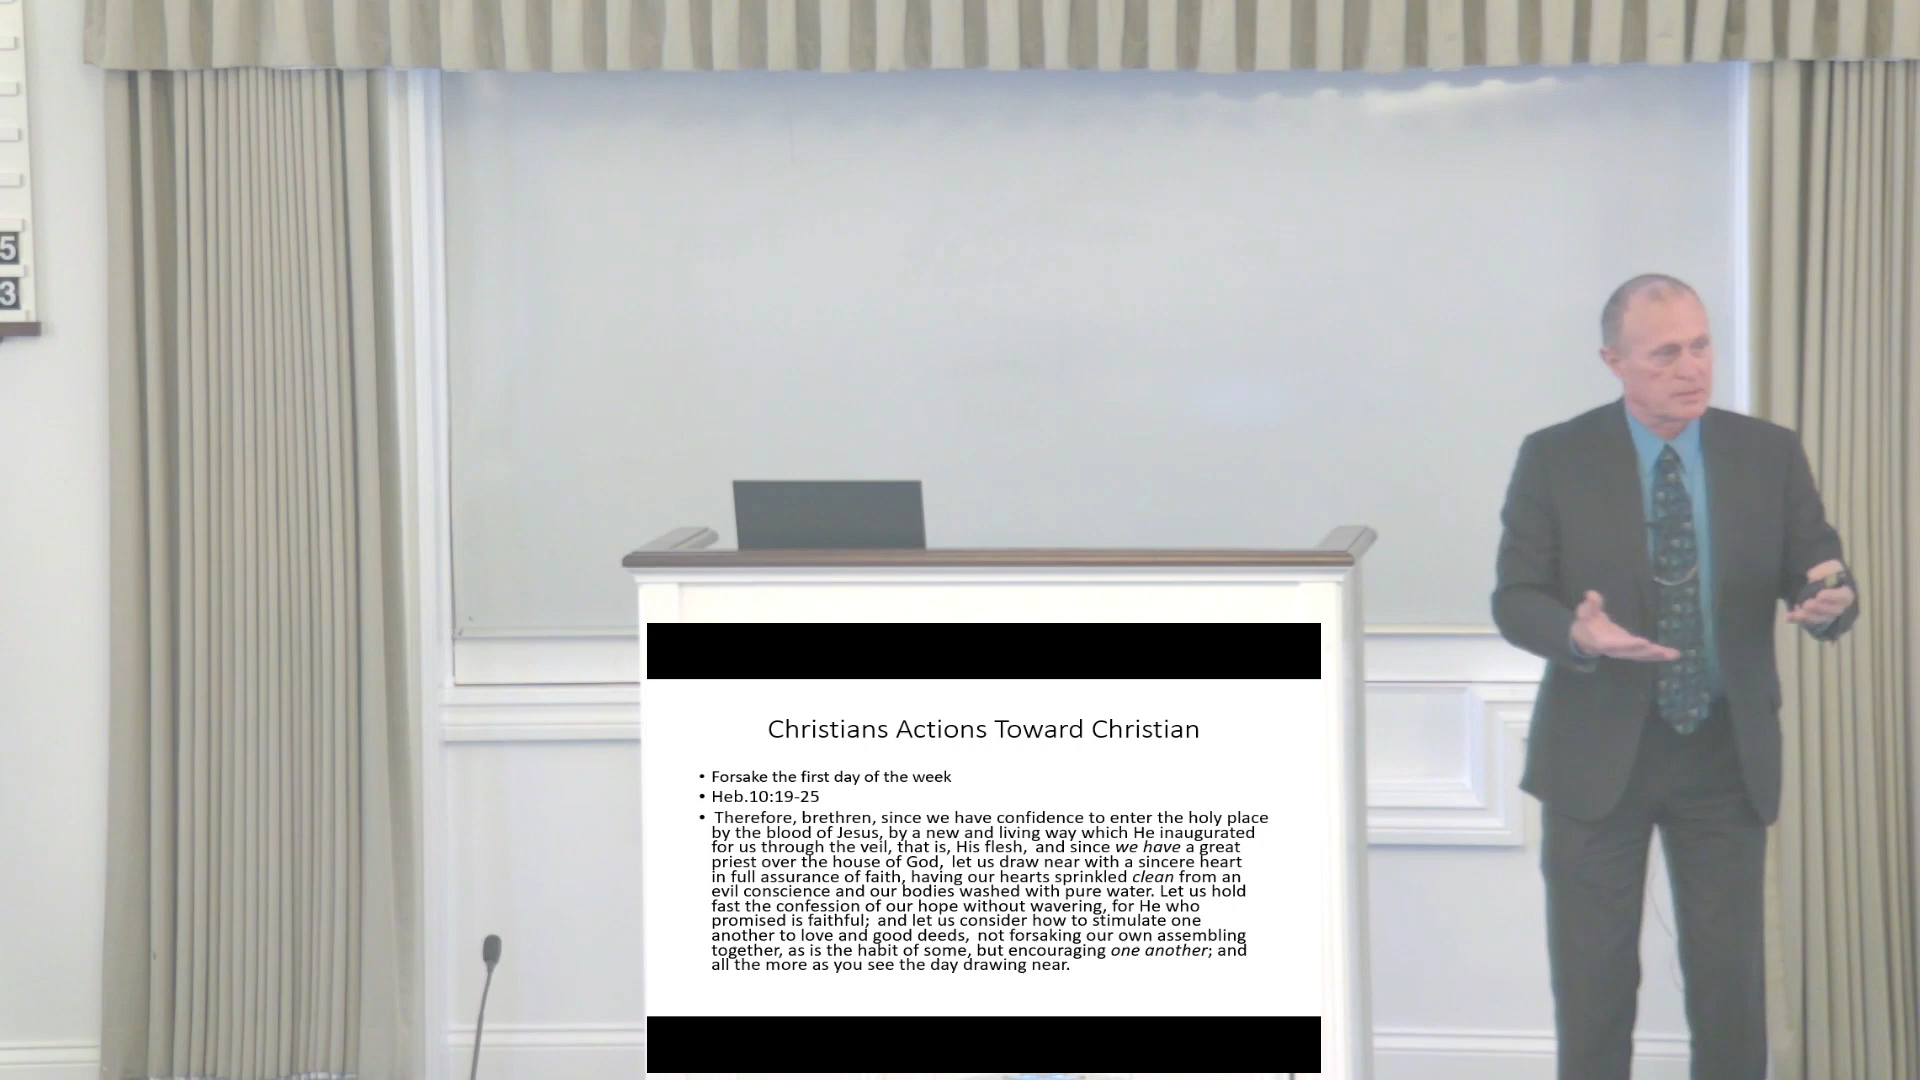 5
3
Christians Actions Toward Christian
• Forsake the first day of the week
• Heb.10:19-25
• Therefore, brethren, since we have confidence to enter the holy place
by the blood of Jesus, by a new and living way which He inaugurated
for us through the veil, that is, His flesh, and since we have a great
priest over the house of God, let us draw near with a sincere heart
in full assurance of faith, having our hearts sprinkled clean from an
evil conscience and our bodies washed with pure water. Let us hold
fast the confession of our hope without wavering, for He who
promised is faithful; and let us consider how to stimulate one
another to love and good deeds, not forsaking our own assembling
together, as is the habit of some, but encouraging one another; and
all the more as you see the day drawing near.